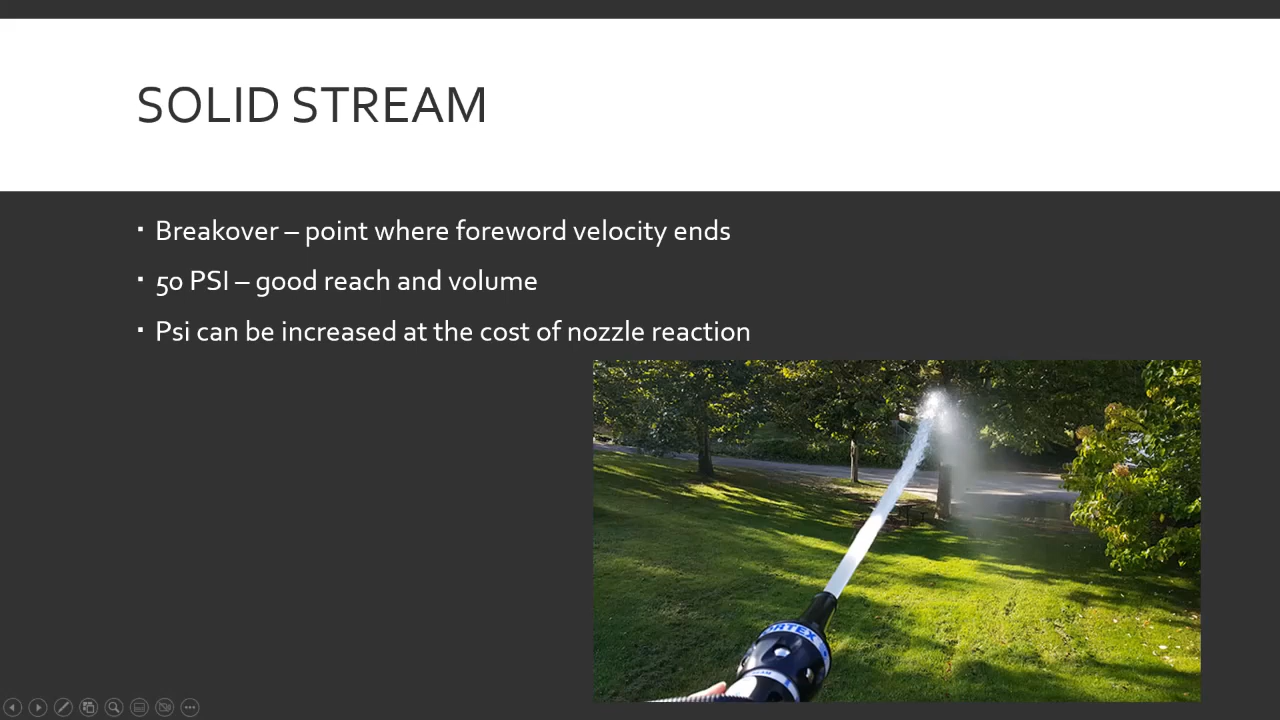 SOLID STREAM
Breakover – point where foreword velocity ends
50 PSI – good reach and volume
Psi can be increased at the cost of nozzle reaction